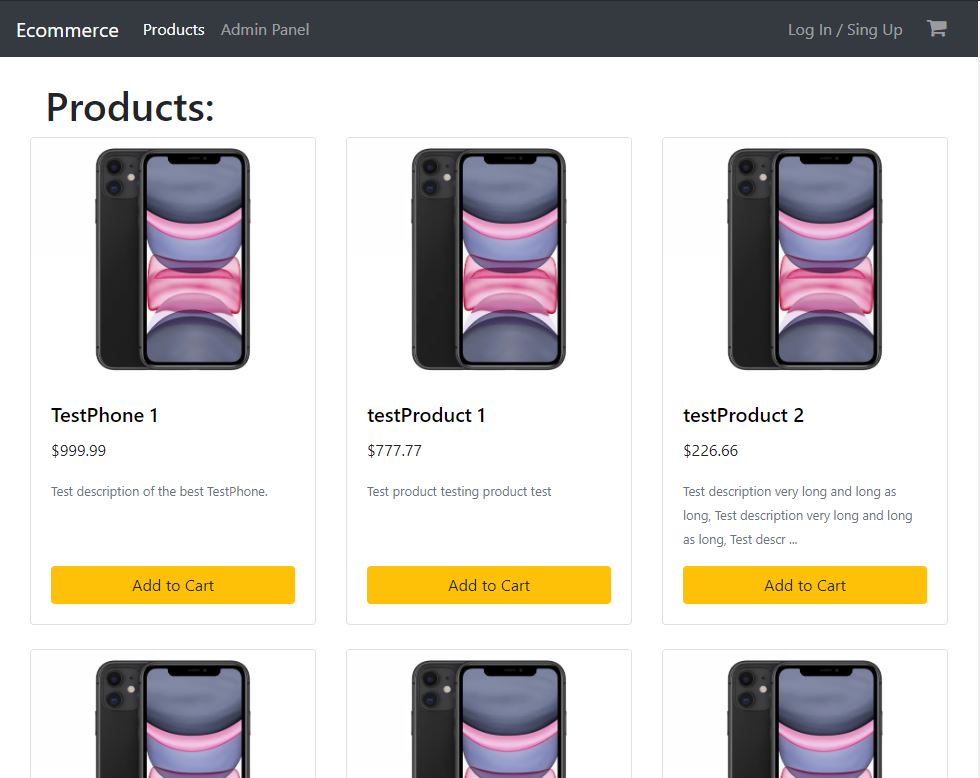 Ecommerce Products Admin Panel Log In / Sing Up
Products:
TestPhone 1
$999.99
Test description of the best TestPhone.
Add to Cart
testProduct 1
$777.77
Test product testing product test
Add to Cart
testProduct 2
$226.66
Test description very long and long as
long, Test description very long and long
as long, Test descr ...
Add to Cart